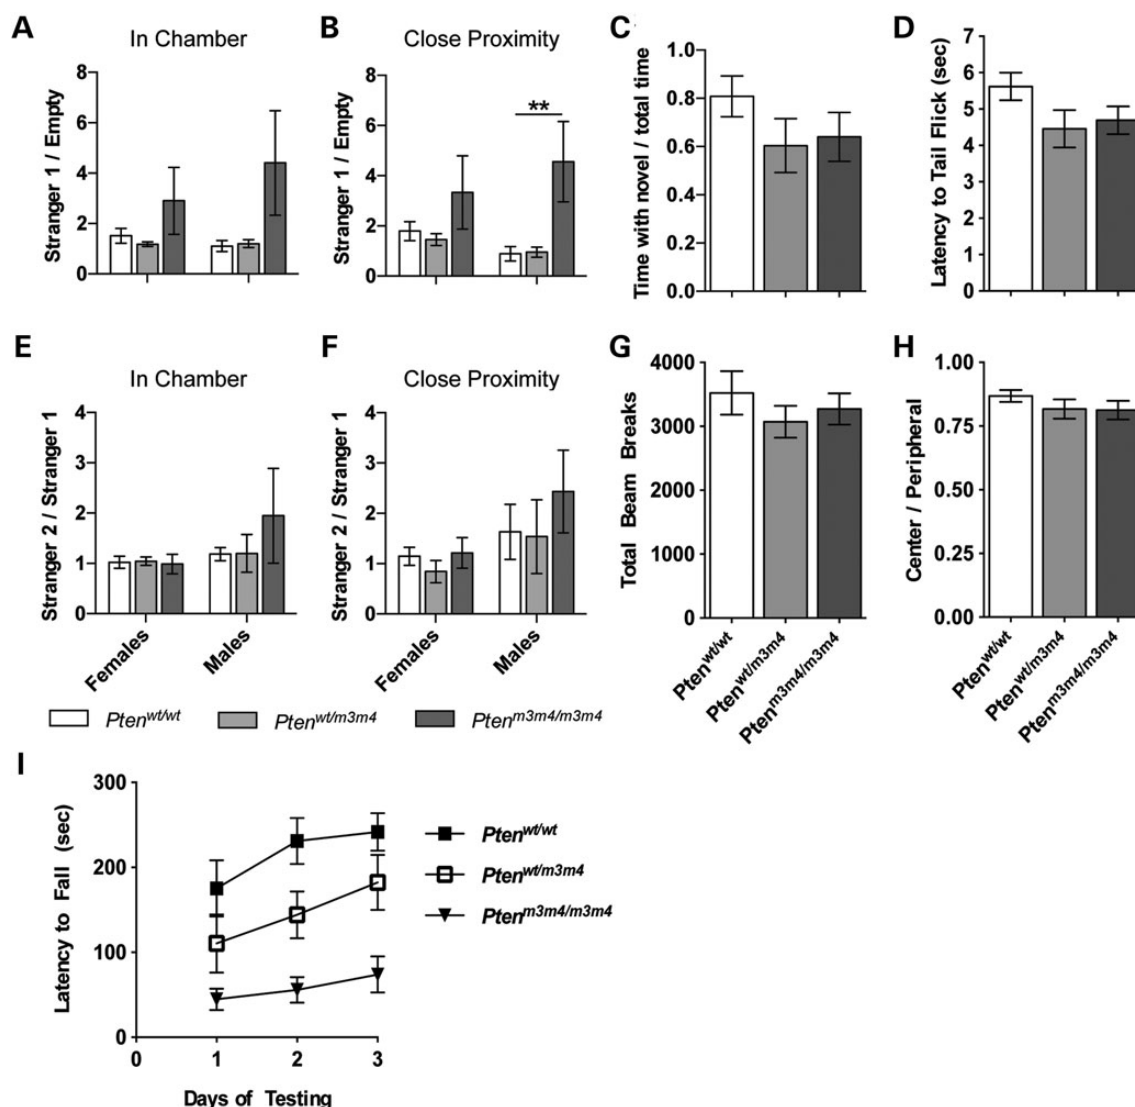 A
In Chamber
Stranger 1 / Empty
8
6
4
2
0
B
Close Proximity
Stranger 1 / Empty
8
6
4
2
0
**
C
Time with novel / total time
1.0
0.8
0.6
0.4
0.2
0.0
D
Latency to Tail Flick (sec)
7
6
5
4
3
2
1
0
E
In Chamber
Stranger 2 / Stranger 1
4
3
2
1
0
Females
Males
F
Close Proximity
Stranger 2 / Stranger 1
4
3
2
1
0
Females
Males
G
Total Beam Breaks
4000
3000
2000
1000
0
Pten^wt/wt
Pten^wt/m3m4
Pten^m3m4/m3m4
H
Center / Peripheral
1.00
0.75
0.50
0.25
0.00
Pten^wt/wt
Pten^wt/m3m4
Pten^m3m4/m3m4
Pten^wt/wt
Pten^wt/m3m4
Pten^m3m4/m3m4
I
Latency to Fall (sec)
300
200
100
0
0
1
2
3
Days of Testing
Pten^wt/wt
Pten^wt/m3m4
Pten^m3m4/m3m4